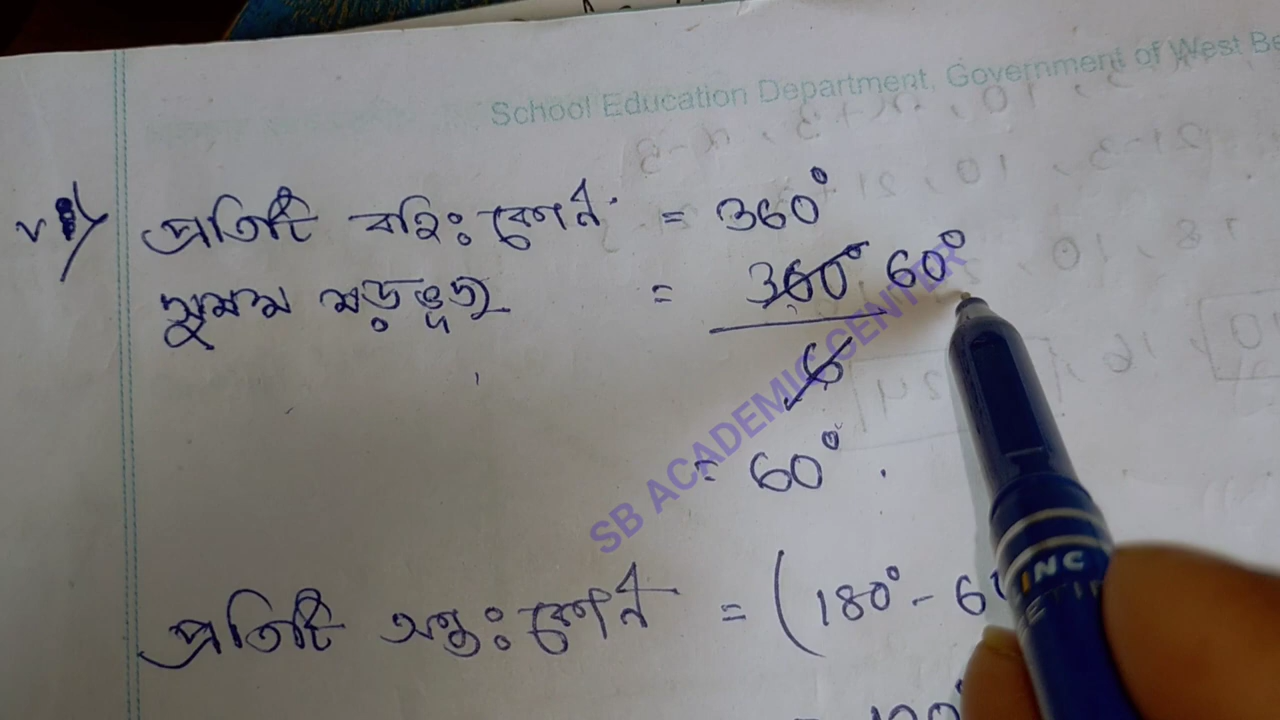 School Education Department, Government of West Be
প্রতিটি বহিঃ কোণ = 360°
সুষম ষড়ভুজ = 360° 60°
6
= 60°.
প্রতিটি অন্তঃ কোণ = (180° - 6
SB ACADEMIC CENTER
INC